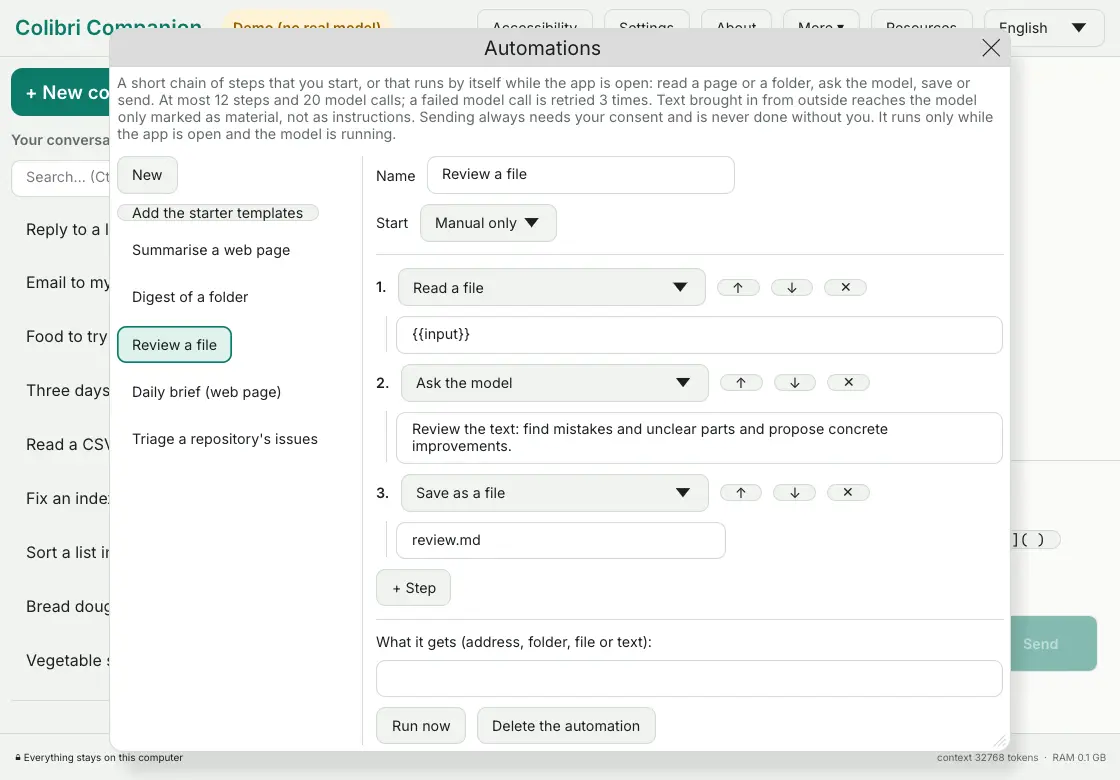 Colibri Companion
Demo (no real model)
Accessibility
Settings
About
More ▾
Resources
English
Automations
A short chain of steps that you start, or that runs by itself while the app is open: read a page or a folder, ask the model, save or
send. At most 12 steps and 20 model calls; a failed model call is retried 3 times. Text brought in from outside reaches the model
only marked as material, not as instructions. Sending always needs your consent and is never done without you. It runs only while
the app is open and the model is running.
+ New co
Your conversa
Search... (Ct
Reply to a l
Email to my
Food to try
Three days
Read a CSV
Fix an inde
Sort a list i
Bread doug
Vegetable s
New
Add the starter templates
Summarise a web page
Digest of a folder
Review a file
Daily brief (web page)
Triage a repository's issues
Name
Review a file
Start
Manual only
1.
Read a file
↑ ↓ ✕
{{input}}
2.
Ask the model
↑ ↓ ✕
Review the text: find mistakes and unclear parts and propose concrete
improvements.
3.
Save as a file
↑ ↓ ✕
review.md
+ Step
What it gets (address, folder, file or text):
Run now
Delete the automation
]( )
Send
Everything stays on this computer
context 32768 tokens · RAM 0.1 GB